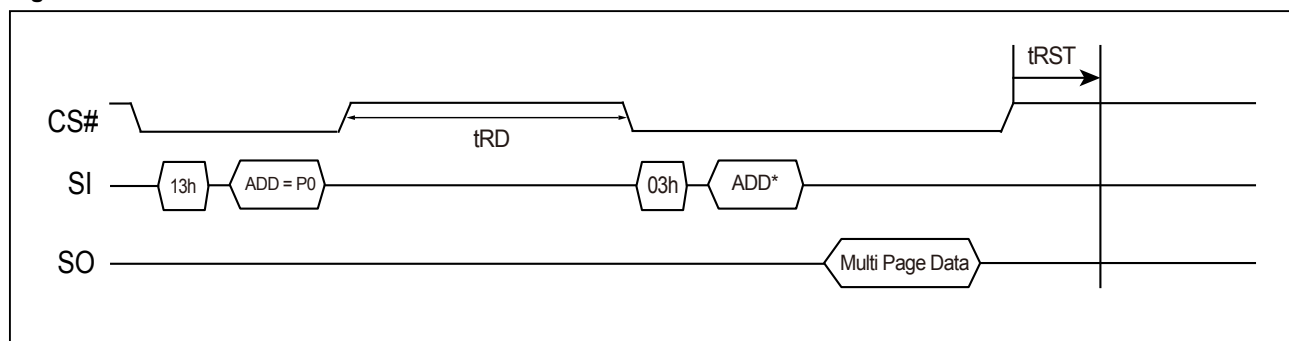 tRST
CS#
tRD
SI
13h
ADD = P0
03h
ADD*
SO
Multi Page Data